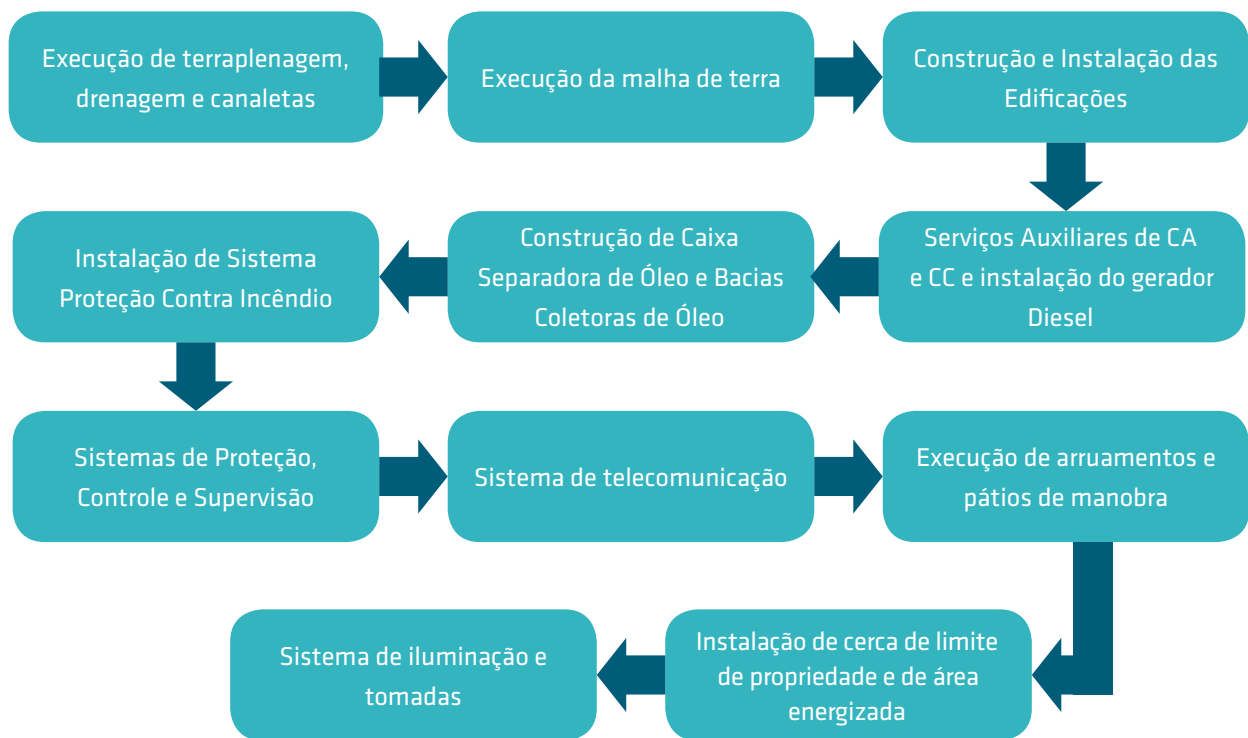 Execução de terraplenagem,
drenagem e canaletas
Execução da malha de terra
Construção e Instalação das
Edificações
Serviços Auxiliares de CA
e CC e instalação do gerador
Diesel
Construção de Caixa
Separadora de Óleo e Bacias
Coletoras de Óleo
Instalação de Sistema
Proteção Contra Incêndio
Sistemas de Proteção,
Controle e Supervisão
Sistema de telecomunicação
Execução de arruamentos e
pátios de manobra
Instalação de cerca de limite
de propriedade e de área
energizada
Sistema de iluminação e
tomadas